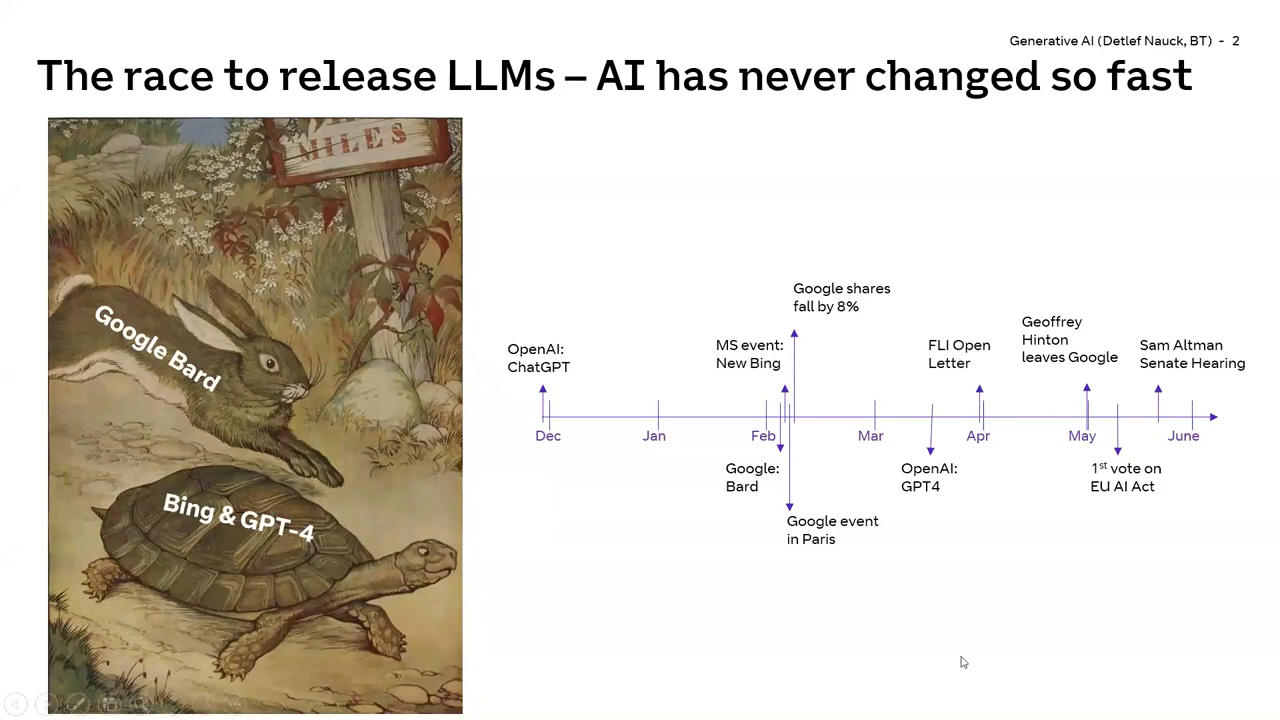 Generative AI (Detlef Nauck, BT) - 2
The race to release LLMs – AI has never changed so fast
MILES
Google Bard
Bing & GPT-4
OpenAI:
ChatGPT
MS event:
New Bing
Google shares
fall by 8%
FLI Open
Letter
Geoffrey
Hinton
leaves Google
Sam Altman
Senate Hearing
Dec
Jan
Feb
Mar
Apr
May
June
Google:
Bard
Google event
in Paris
OpenAI:
GPT4
1st vote on
EU AI Act